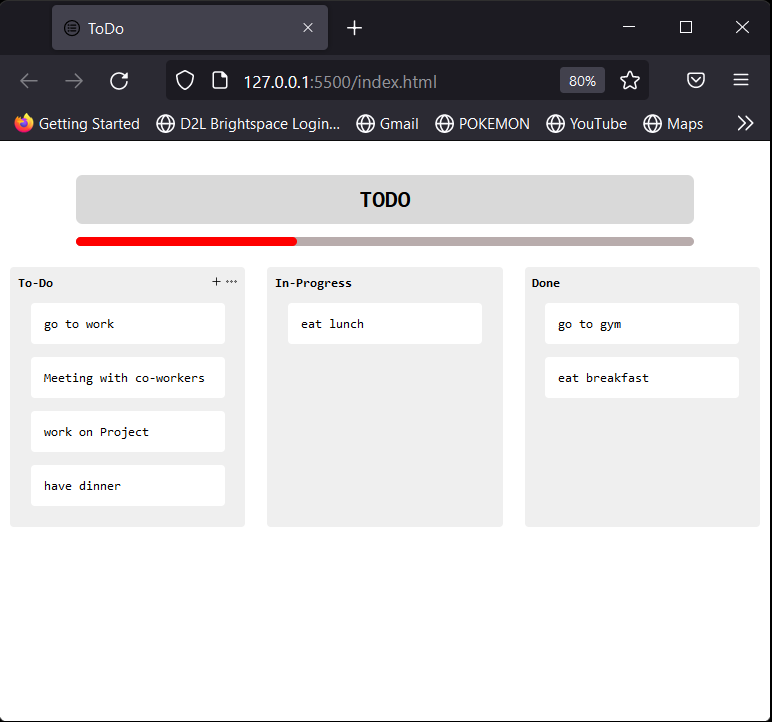 ToDo
127.0.0.1:5500/index.html
80%
Getting Started
D2L Brightspace Login...
Gmail
POKEMON
YouTube
Maps
TODO
To-Do
go to work
Meeting with co-workers
work on Project
have dinner
In-Progress
eat lunch
Done
go to gym
eat breakfast